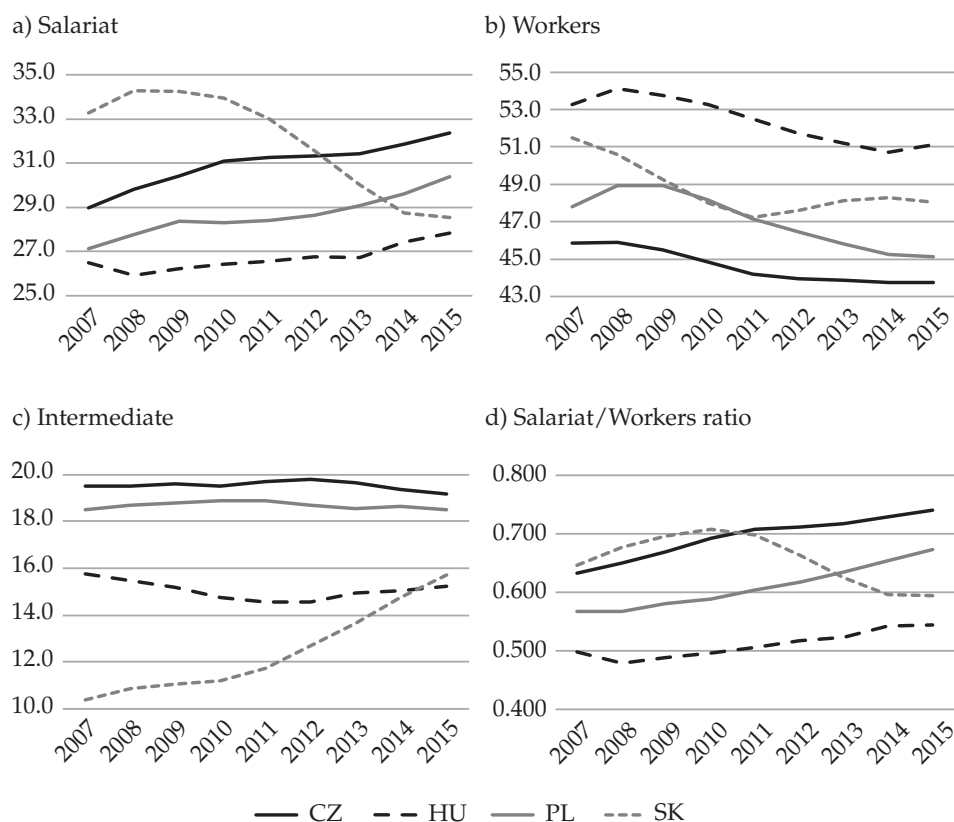 a) Salariat
35.0
33.0
31.0
29.0
27.0
25.0
2007 2008 2009 2010 2011 2012 2013 2014 2015
b) Workers
55.0
53.0
51.0
49.0
47.0
45.0
43.0
2007 2008 2009 2010 2011 2012 2013 2014 2015
c) Intermediate
20.0
18.0
16.0
14.0
12.0
10.0
2007 2008 2009 2010 2011 2012 2013 2014 2015
d) Salariat/Workers ratio
0.800
0.700
0.600
0.500
0.400
2007 2008 2009 2010 2011 2012 2013 2014 2015
CZ HU PL SK